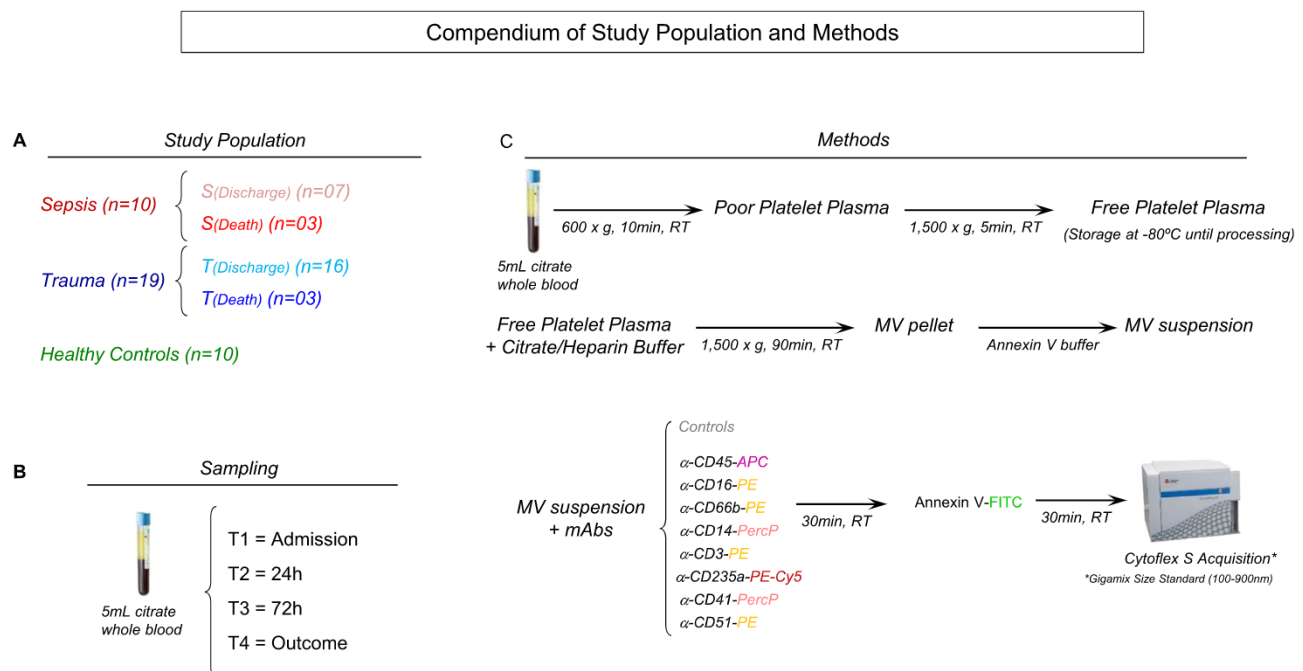 Compendium of Study Population and Methods
A
Study Population
Sepsis (n=10)
S(Discharge) (n=07)
S(Death) (n=03)
Trauma (n=19)
T(Discharge) (n=16)
T(Death) (n=03)
Healthy Controls (n=10)
B
Sampling
5mL citrate
whole blood
T1 = Admission
T2 = 24h
T3 = 72h
T4 = Outcome
C
Methods
5mL citrate
whole blood
600 x g, 10min, RT
Poor Platelet Plasma
1,500 x g, 5min, RT
Free Platelet Plasma
(Storage at -80ºC until processing)
Free Platelet Plasma
+ Citrate/Heparin Buffer
1,500 x g, 90min, RT
MV pellet
Annexin V buffer
MV suspension
MV suspension
+ mAbs
Controls
α-CD45-APC
α-CD16-PE
α-CD66b-PE
α-CD14-PercP
α-CD3-PE
α-CD235a-PE-Cy5
α-CD41-PercP
α-CD51-PE
30min, RT
Annexin V-FITC
30min, RT
Cytoflex S Acquisition*
*Gigamix Size Standard (100-900nm)